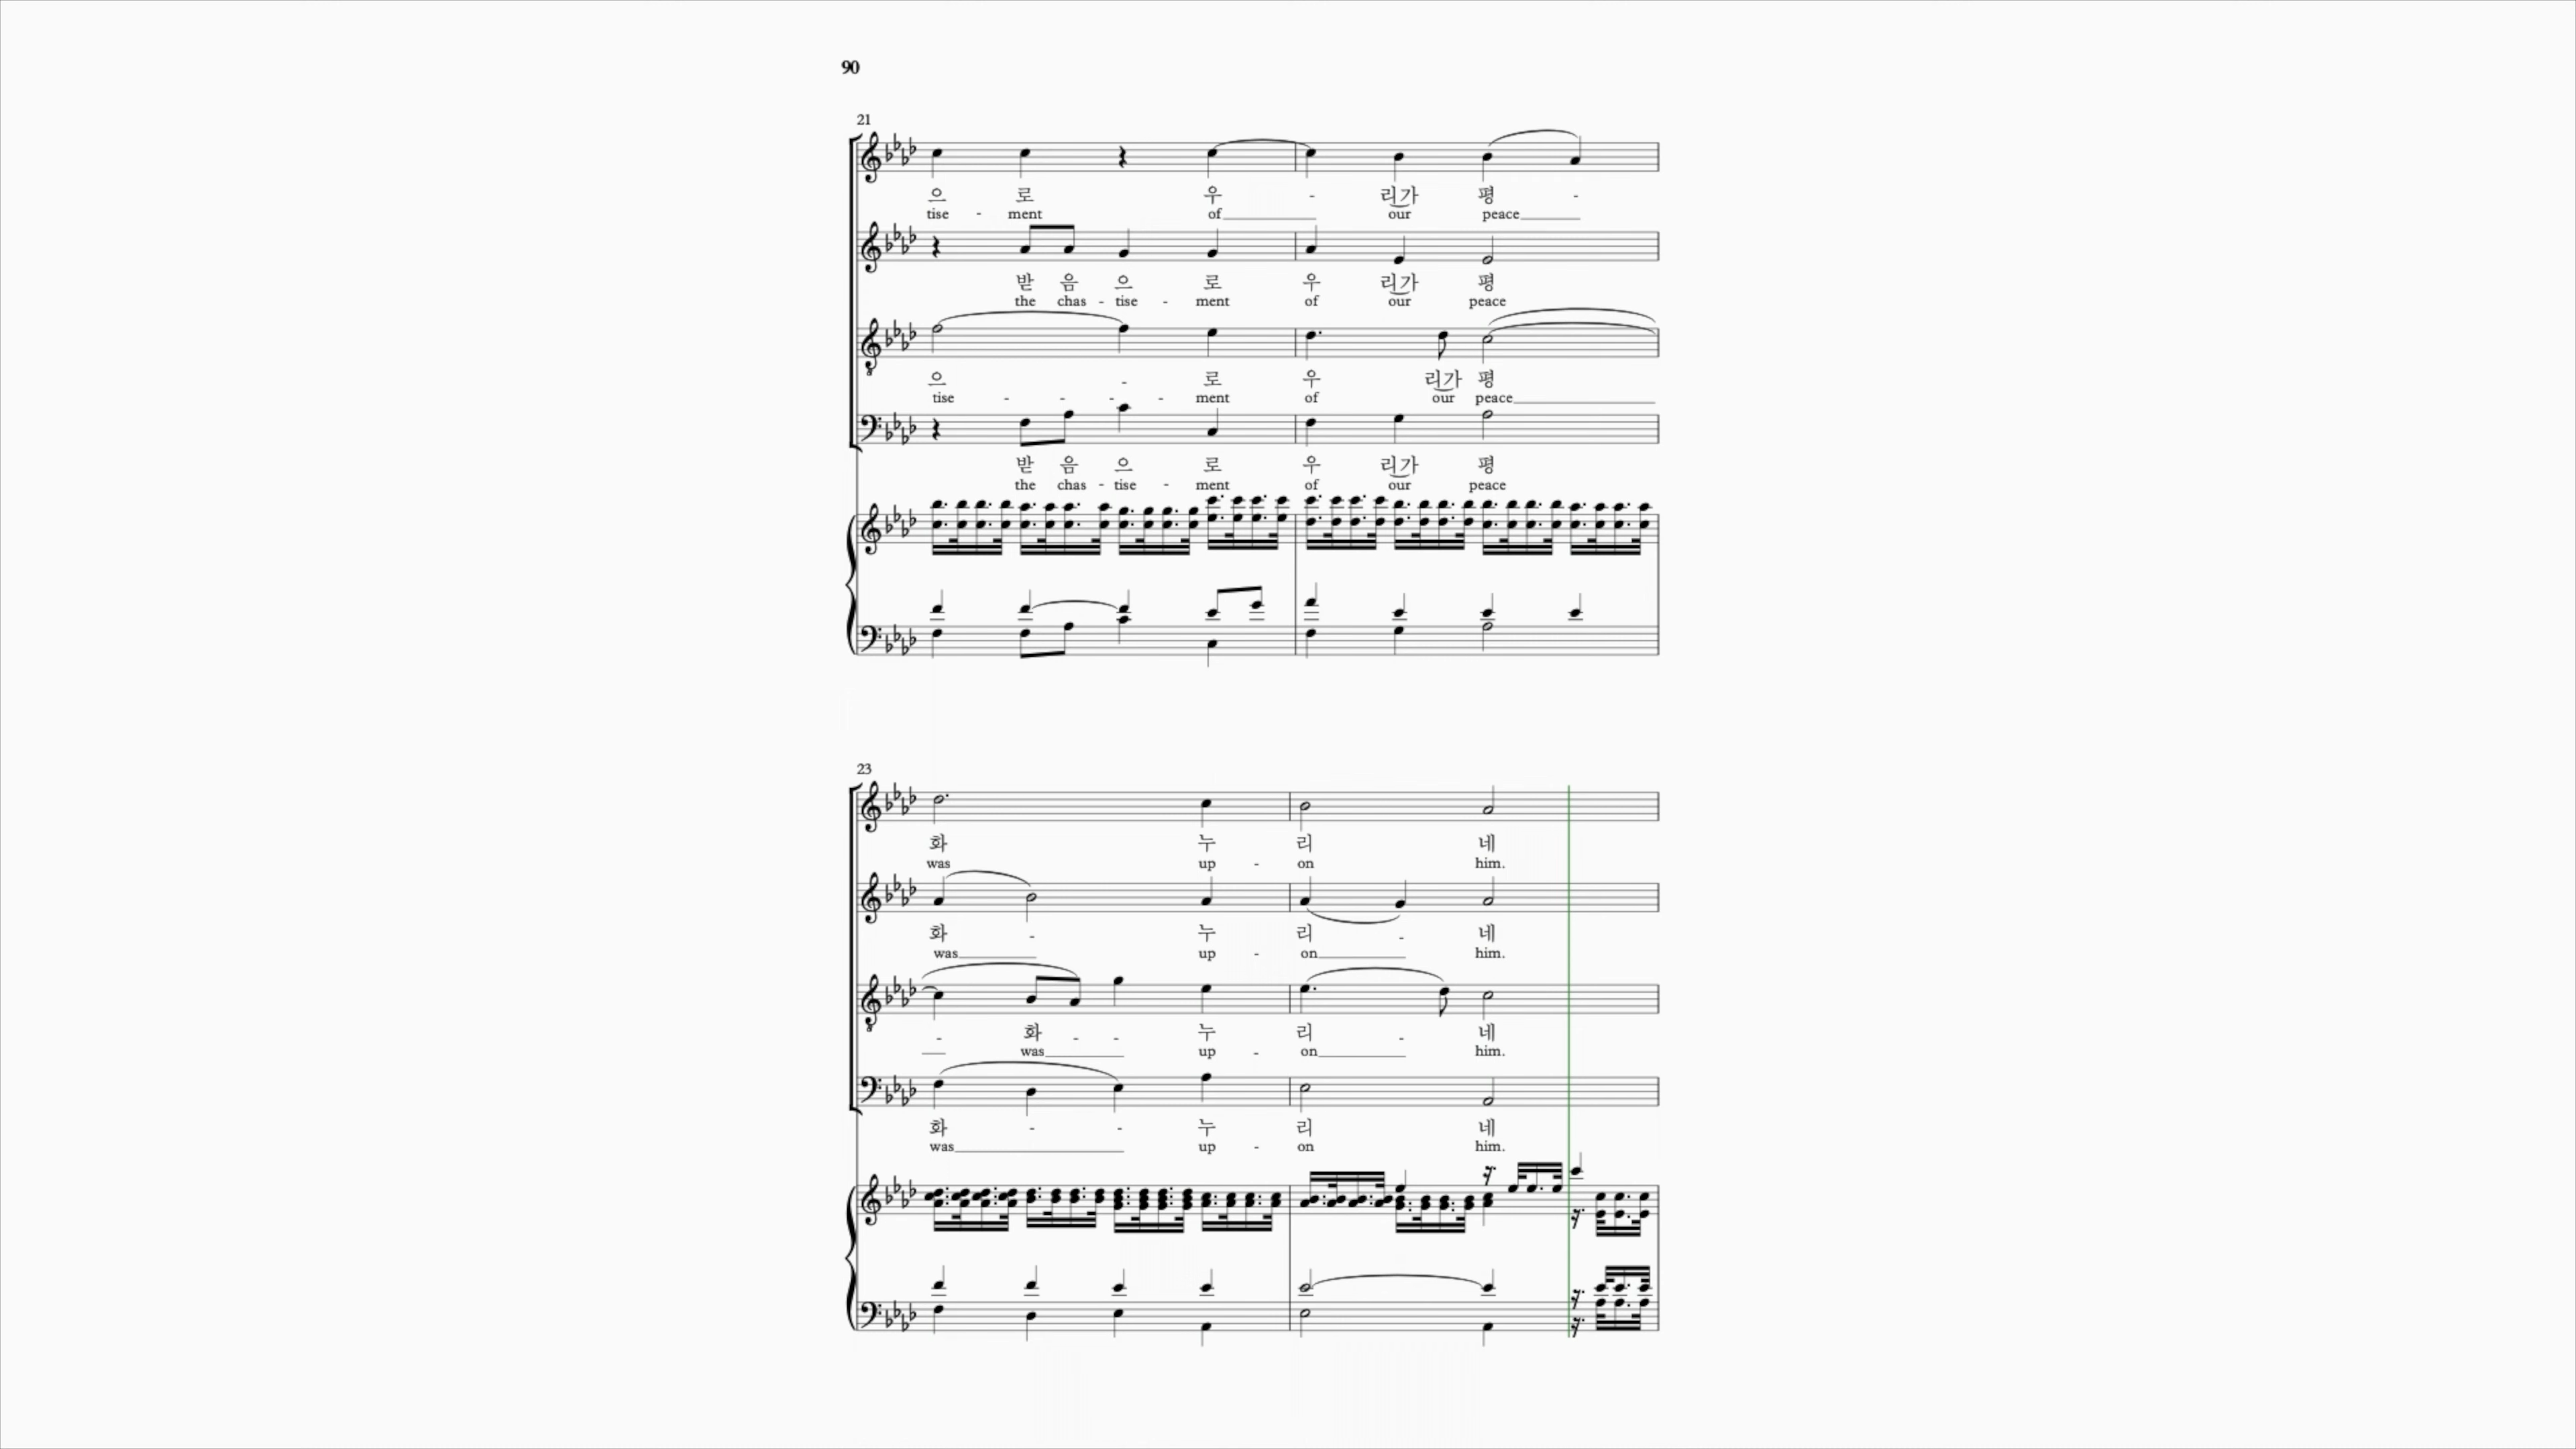 90
21
으 로 우 - 리가 평 -
tise - ment of our peace
받 음 으 로 우 리가 평
the chas - tise - ment of our peace
으 - 로 우 리가 평
tise - - - - ment of our peace
받 음 으 로 우 리가 평
the chas - tise - ment of our peace
23
화 누 리 네
was up - on him.
화 - 누 리 - 네
was up - on him.
- 화 - - 누 리 - 네
was up - on him.
화 - - 누 리 네
was up - on him.